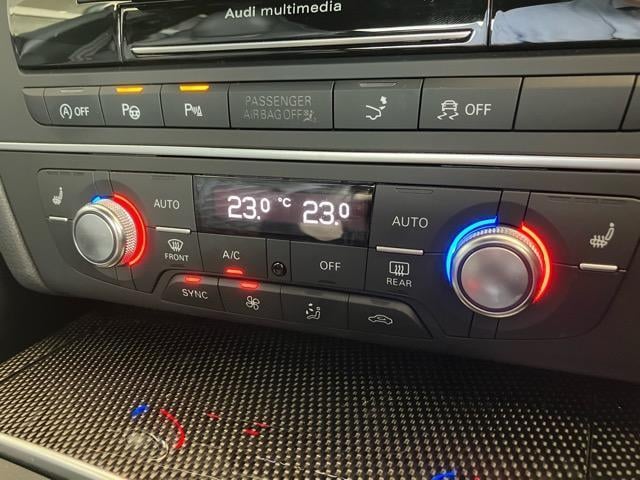 Audi multimedia
A OFF
P
P
PASSENGER
AIRBAG OFF
OFF
AUTO
23.0 °C 23.0
AUTO
FRONT
A/C
OFF
REAR
SYNC